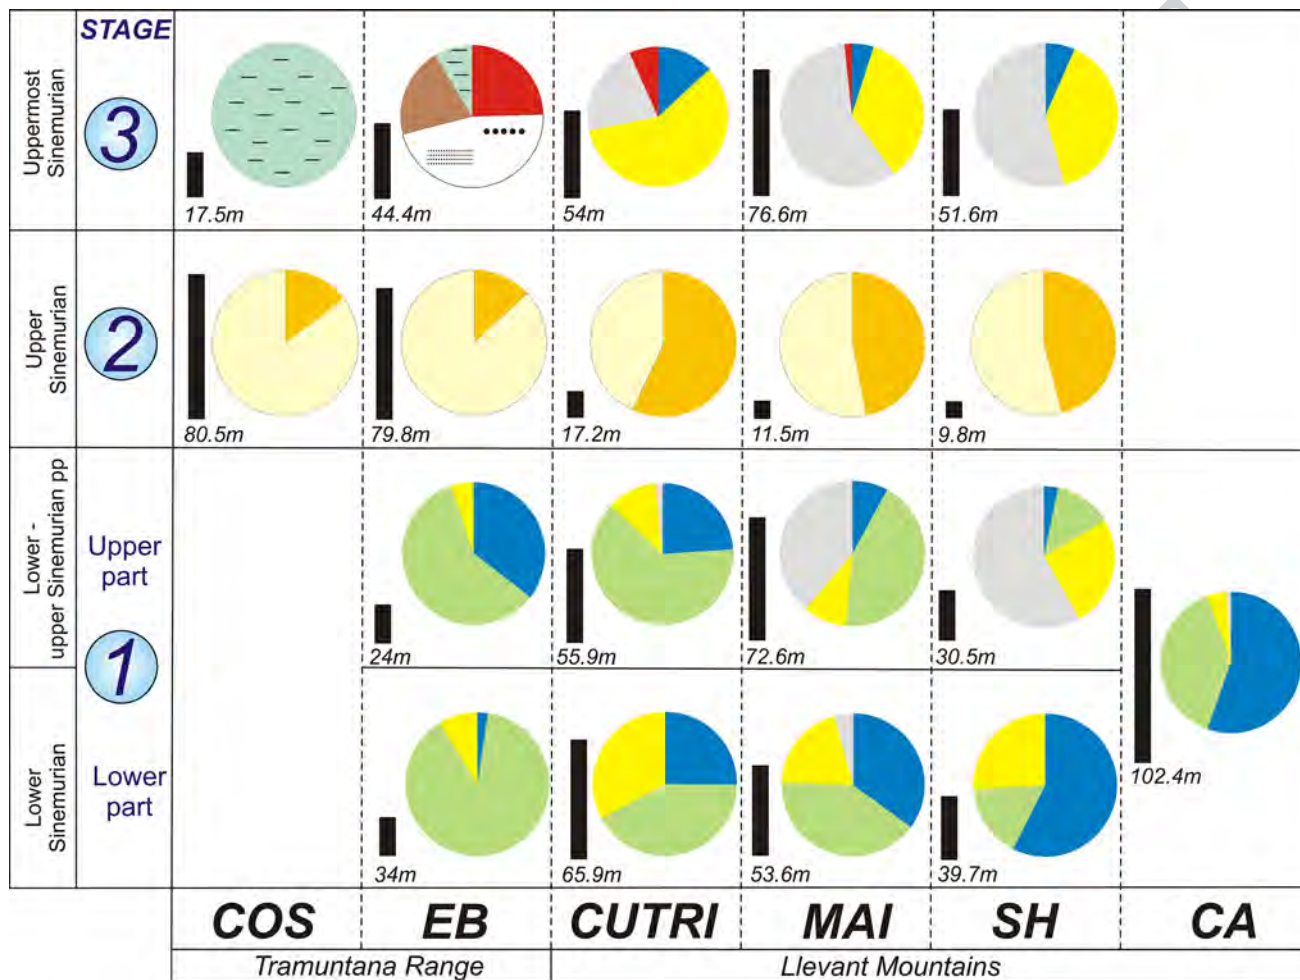 STAGE
Uppermost
Sinemurian
3
17.5m
44.4m
54m
76.6m
51.6m
Upper
Sinemurian
2
80.5m
79.8m
17.2m
11.5m
9.8m
Lower -
upper Sinemurian pp
Upper
part
24m
55.9m
72.6m
30.5m
1
102.4m
Lower
Sinemurian
Lower
part
34m
65.9m
53.6m
39.7m
COS
EB
CUTRI
MAI
SH
CA
Tramuntana Range
Llevant Mountains